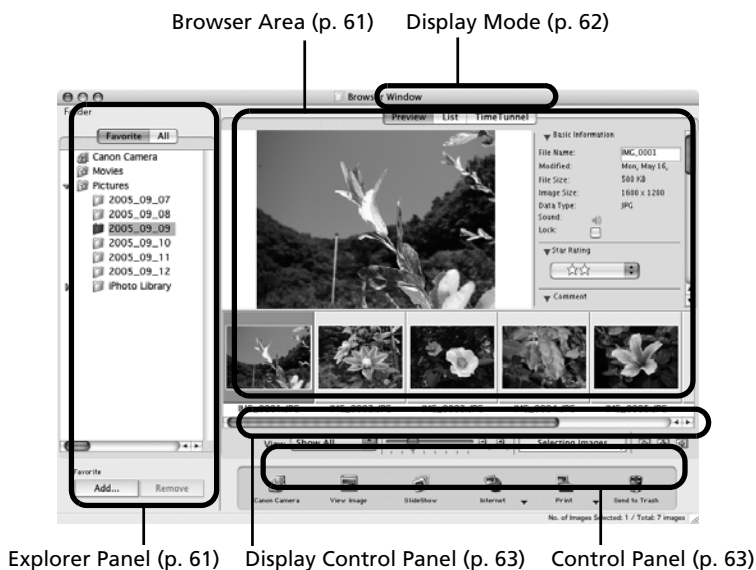 Browser Area (p. 61) Display Mode (p. 62)
Browser Window
Folder
Preview List TimeTunnel
Favorite All
Canon Camera
Movies
Pictures
2005_09_07
2005_09_08
2005_09_09
2005_09_10
2005_09_11
2005_09_12
iPhoto Library
Basic Information
File Name: IMG_0001
Modified: Mon, May 16,
File Size: 500 KB
Image Size: 1600 x 1200
Data Type: JPG
Sound:
Lock:
Star Rating
Comment
View Show All Selecting Images
Favorite
Add... Remove
Canon Camera View Image SlideShow Internet Print Send to Trash
No. of Images Selected: 1 / Total: 7 images
Explorer Panel (p. 61) Display Control Panel (p. 63) Control Panel (p. 63)